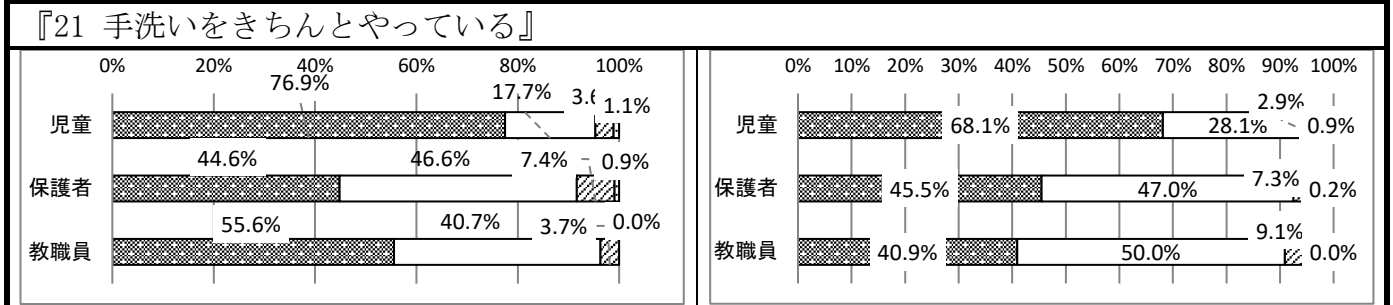 『21 手洗いをきちんとやっている』
0% 20% 40% 60% 80% 100%
76.9% 17.7% 1.1%
児童
44.6% 46.6% 7.4% 0.9%
保護者
55.6% 40.7% 3.7% 0.0%
教職員
0% 10% 20% 30% 40% 50% 60% 70% 80% 90% 100%
児童 68.1% 28.1% 2.9% 0.9%
保護者 45.5% 47.0% 7.3% 0.2%
教職員 40.9% 50.0% 9.1% 0.0%